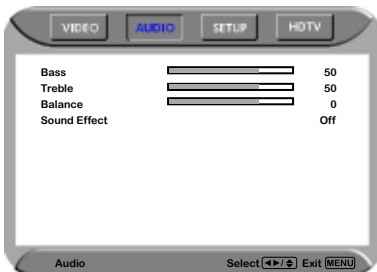 VIDEO AUDIO SETUP HDTV
Bass 50
Treble 50
Balance 0
Sound Effect Off
Audio Select ◄►/♦ Exit MENU